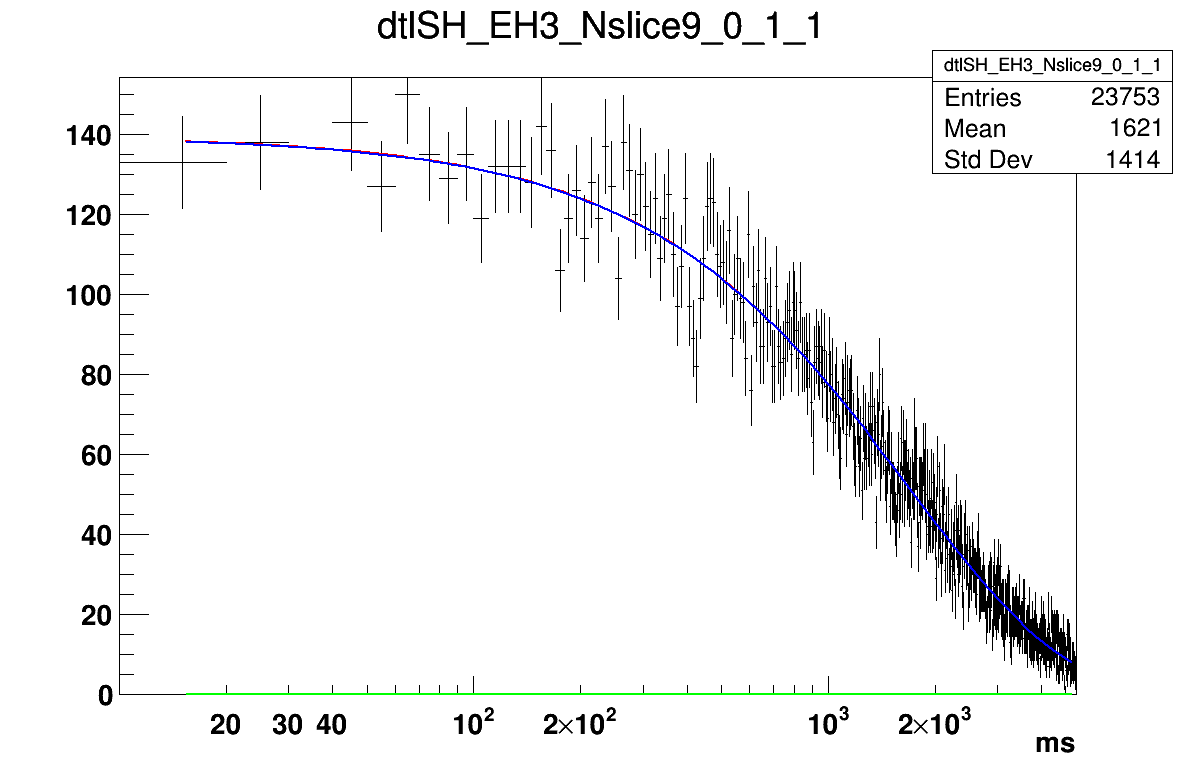 dtlSH_EH3_Nslice9_0_1_1
dtlSH_EH3_Nslice9_0_1_1
Entries 23753
Mean 1621
Std Dev 1414
140
120
100
80
60
40
20
0
20 30 40 10² 2×10² 10³ 2×10³
ms